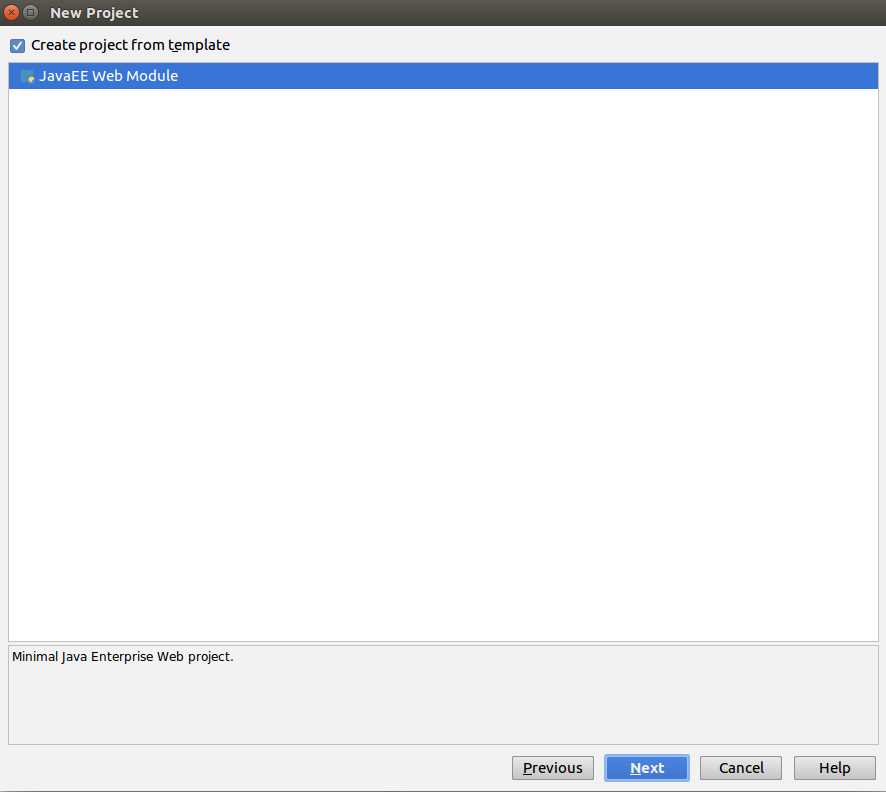 New Project
Create project from template
JavaEE Web Module
Minimal Java Enterprise Web project.
Previous Next Cancel Help